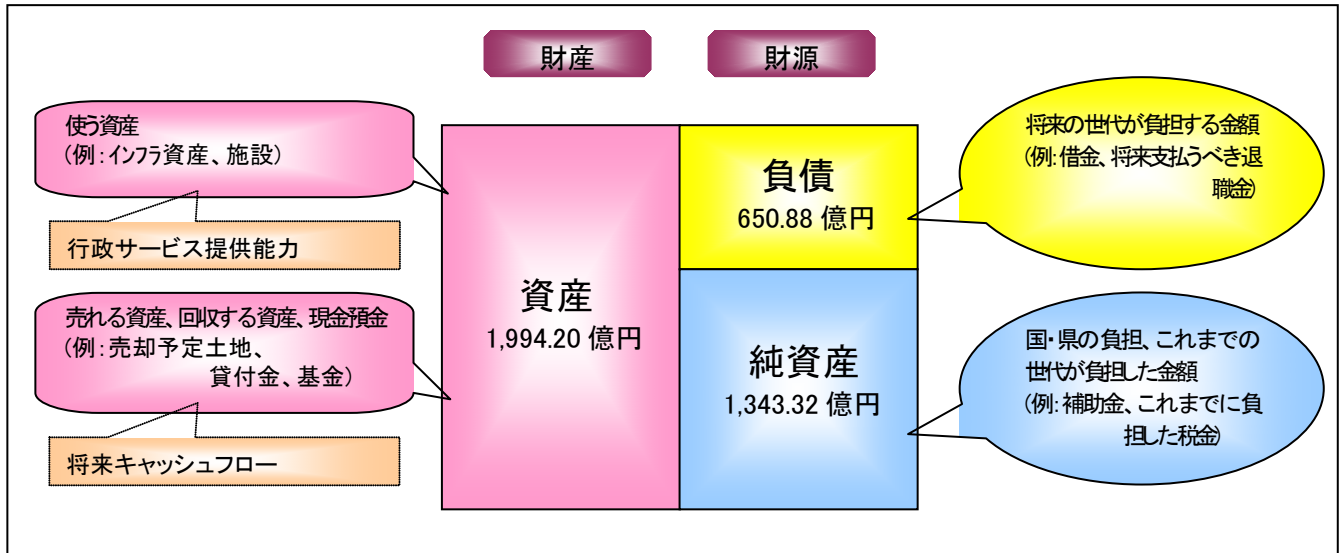 財産
財源
使う資産
(例:インフラ資産、施設)
行政サービス提供能力
売れる資産、回収する資産、現金預金
(例:売却予定土地、
貸付金、基金)
将来キャッシュフロー
資産
1,994.20 億円
負債
650.88 億円
純資産
1,343.32 億円
将来の世代が負担する金額
(例:借金、将来支払うべき退
職金)
国・県の負担、これまでの
世代が負担した金額
(例:補助金、これまでに負
担した税金)